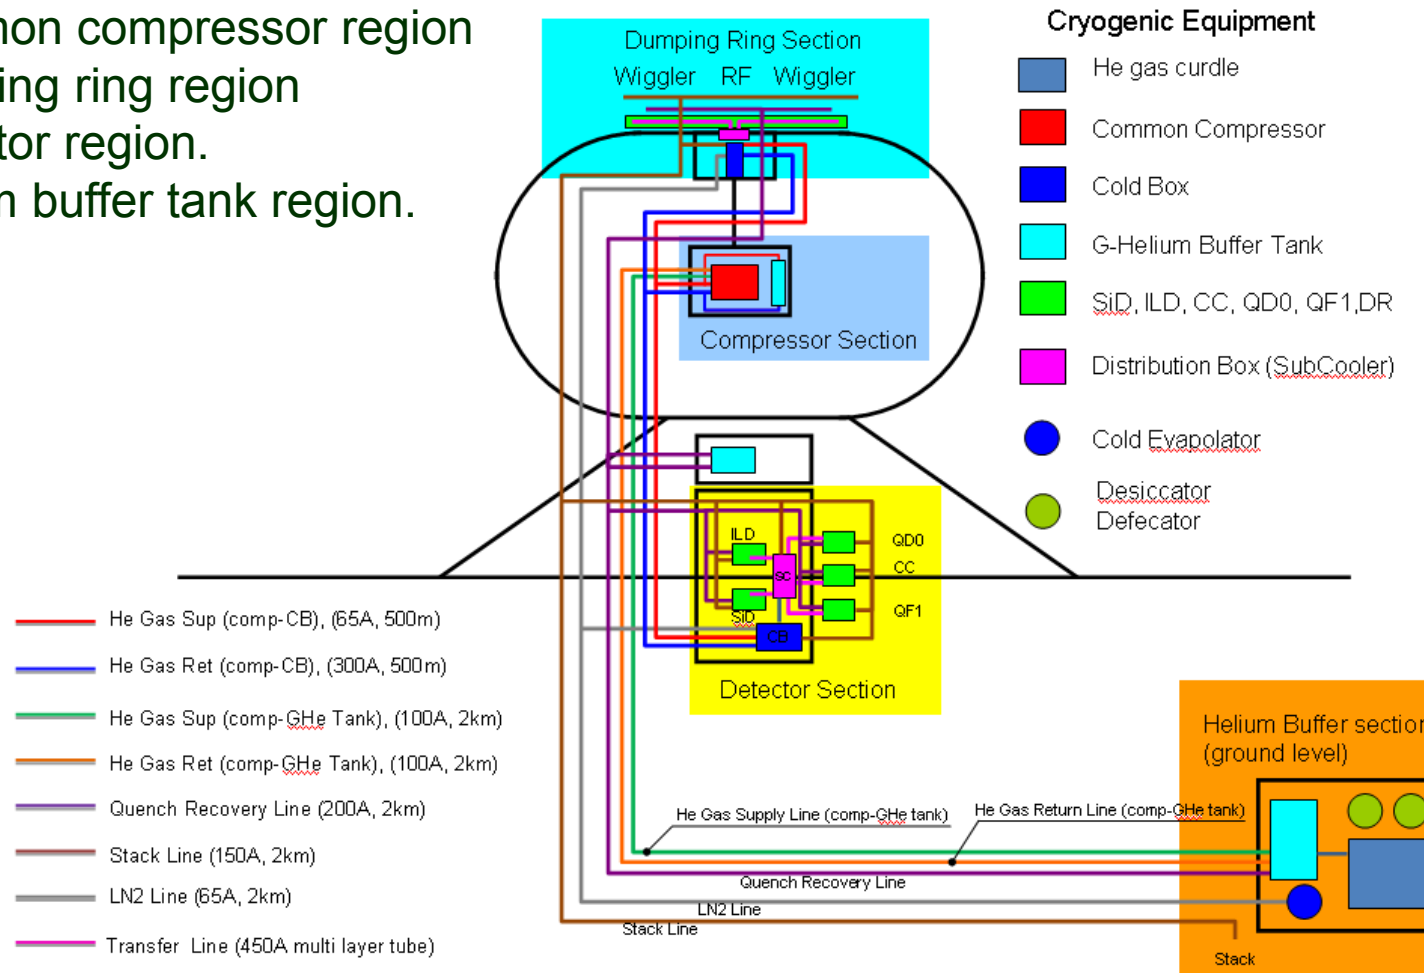 non compressor region
ing ring region
tor region.
n buffer tank region.
Dumping Ring Section
Wiggler RF Wiggler
Compressor Section
ILD
QD0
SC
CC
SiD
QF1
CB
Detector Section
Cryogenic Equipment
He gas curdle
Common Compressor
Cold Box
G-Helium Buffer Tank
SiD, ILD, CC, QD0, QF1,DR
Distribution Box (SubCooler)
Cold Evapolator
Desiccator
Defecator
He Gas Sup (comp-CB), (65A, 500m)
He Gas Ret (comp-CB), (300A, 500m)
He Gas Sup (comp-GHe Tank), (100A, 2km)
He Gas Ret (comp-GHe Tank), (100A, 2km)
Quench Recovery Line (200A, 2km)
Stack Line (150A, 2km)
LN2 Line (65A, 2km)
Transfer Line (450A multi layer tube)
He Gas Supply Line (comp-GHe tank)
He Gas Return Line (comp-GHe tank)
Quench Recovery Line
LN2 Line
Stack Line
Helium Buffer section
(ground level)
Stack